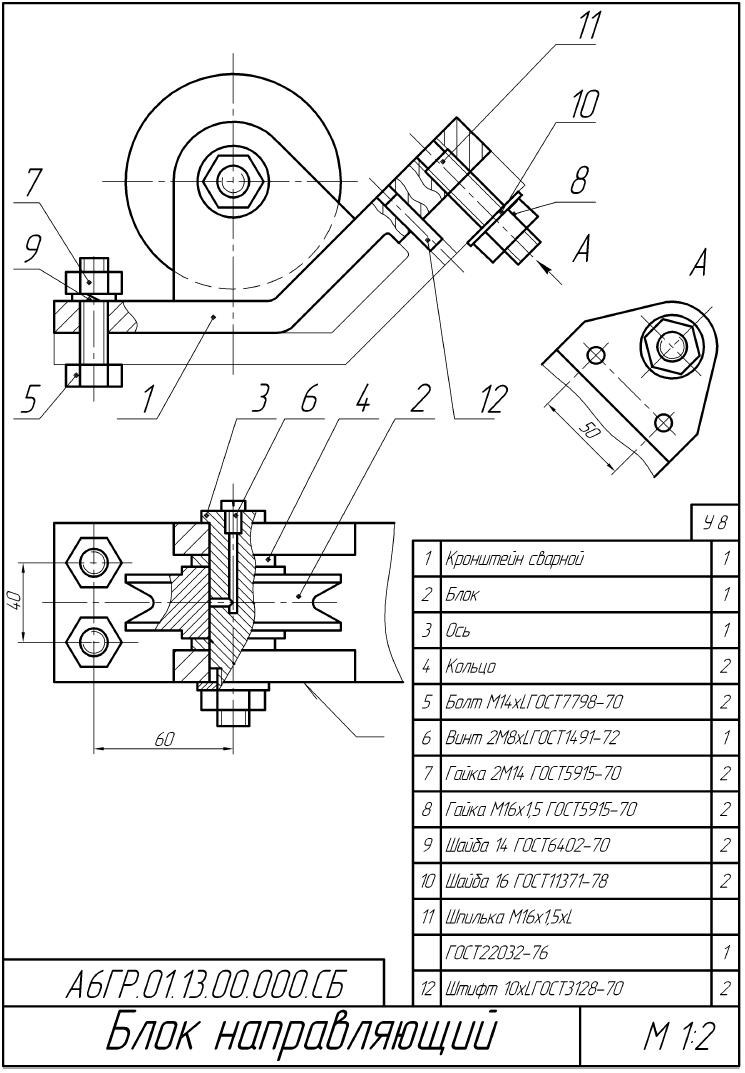 11
10
7
8
9
А
А
5
1
3
6
4
2
12
50
40
60
У 8
1 Кронштейн сварной 1
2 Блок 1
3 Ось 1
4 Кольцо 2
5 Болт М14хLГОСТ7798-70 2
6 Винт 2М8хLГОСТ1491-72 1
7 Гайка 2М14 ГОСТ5915-70 2
8 Гайка М16х1,5 ГОСТ5915-70 2
9 Шайба 14 ГОСТ6402-70 2
10 Шайба 16 ГОСТ11371-78 2
11 Шпилька М16х1,5хL
ГОСТ22032-76 1
12 Штифт 10хLГОСТ3128-70 2
А6ГР.01.13.00.000.СБ
Блок направляющий
М 1:2